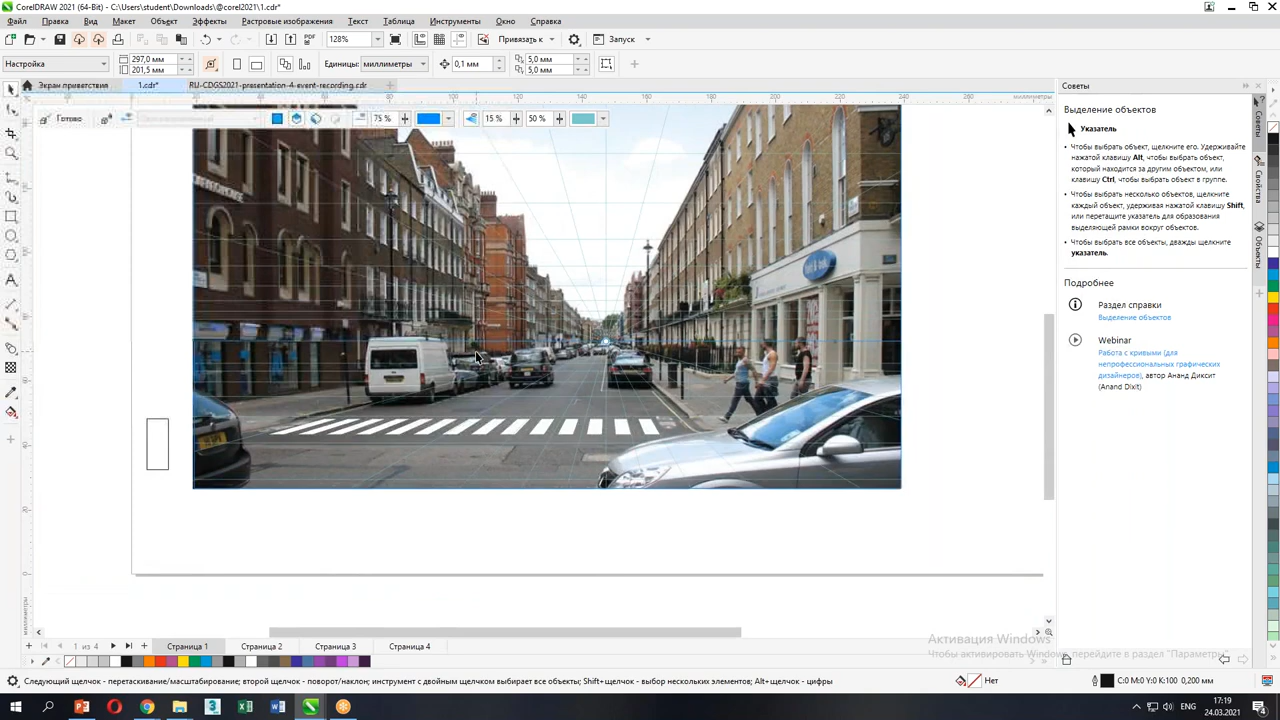 CorelDRAW 2021 (64-Bit) - C:\Users\student\Downloads\@corel2021\1.cdr*
Файл Правка Вид Макет Объект Эффекты Растровые изображения Текст Таблица Инструменты Окно Справка
PDF 128% Привязать к Запуск
Настройка 297,0 мм 201,5 мм Единицы: миллиметры 0,1 мм 5,0 мм 5,0 мм
Экран приветствия 1.cdr* RU-CDGS2021-presentation-4-event-recording.cdr
миллиметры
Готово 75 % 15 % 50 %
Советы
Выделение объектов
Указатель
Чтобы выбрать объект, щелкните его. Удерживайте
нажатой клавишу Alt, чтобы выбрать объект,
который находится за другим объектом, или
клавишу Ctrl, чтобы выбрать объект в группе.
Чтобы выбрать несколько объектов, щелкните
каждый объект, удерживая нажатой клавишу Shift,
или перетащите указатель для образования
выделяющей рамки вокруг объектов.
Чтобы выбрать все объекты, дважды щелкните
указатель.
Подробнее
Раздел справки
Выделение объектов
Webinar
Работа с кривыми (для
непрофессиональных графических
дизайнеров), автор Ананд Диксит
(Anand Dixit)
Советы
Свойства
Объекты
миллиметры
1 из 4 Страница 1 Страница 2 Страница 3 Страница 4
Активация Windows
Чтобы активировать Windows, перейдите в раздел "Параметры".
Следующий щелчок - перетаскивание/масштабирование; второй щелчок - поворот/наклон; инструмент с двойным щелчком выбирает все объекты; Shift+щелчок - выбор нескольких элементов; Alt+щелчок - цифры
Нет C:0 M:0 Y:0 K:100 0,200 мм
ENG 17:19
24.03.2021